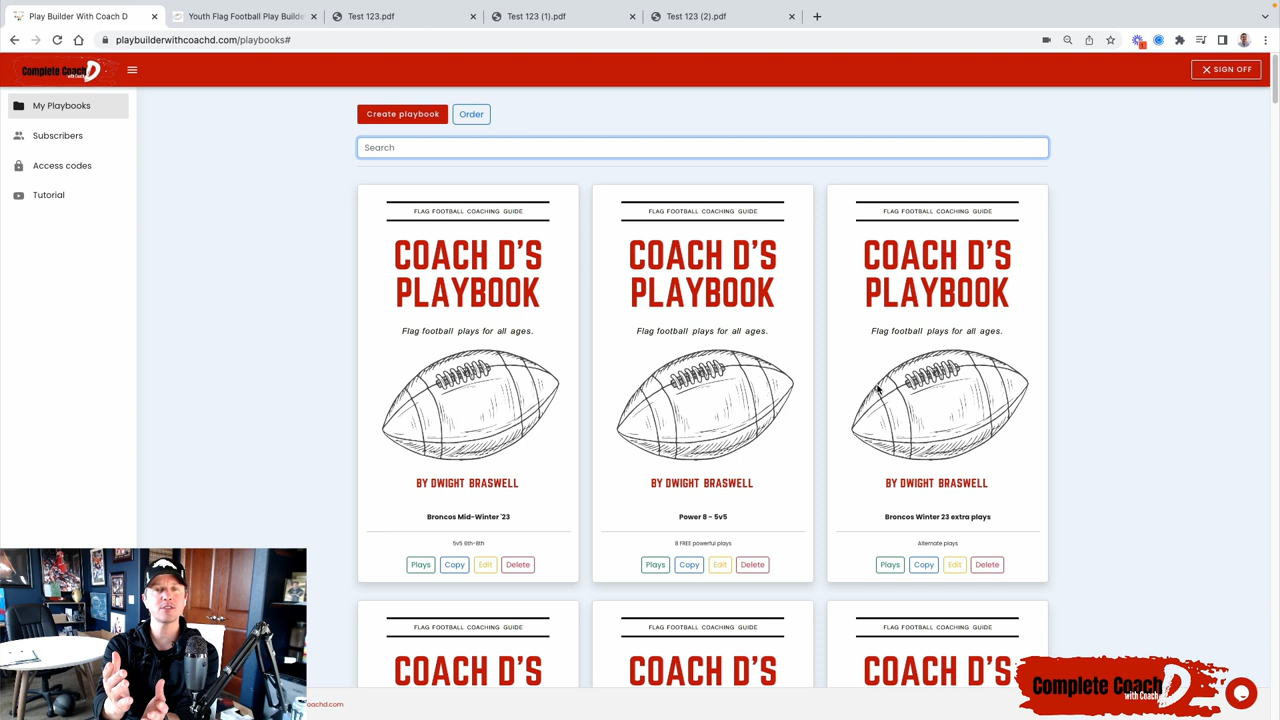 Play Builder With Coach D
Youth Flag Football Play Builde
Test 123.pdf
Test 123 (1).pdf
Test 123 (2).pdf
playbuilderwithcoachd.com/playbooks#
Complete Coach D
with Coach
SIGN OFF
My Playbooks
Subscribers
Access codes
Tutorial
Create playbook
Order
Search
FLAG FOOTBALL COACHING GUIDE
COACH D'S
PLAYBOOK
Flag football plays for all ages.
BY DWIGHT BRASWELL
Broncos Mid-Winter '23
5v5 6th-8th
Plays Copy Edit Delete
FLAG FOOTBALL COACHING GUIDE
COACH D'S
PLAYBOOK
Flag football plays for all ages.
BY DWIGHT BRASWELL
Power 8 - 5v5
8 FREE powerful plays
Plays Copy Edit Delete
FLAG FOOTBALL COACHING GUIDE
COACH D'S
PLAYBOOK
Flag football plays for all ages.
BY DWIGHT BRASWELL
Broncos Winter 23 extra plays
Alternate plays
Plays Copy Edit Delete
FLAG FOOTBALL COACHING GUIDE
COACH D'S
FLAG FOOTBALL COACHING GUIDE
COACH D'S
FLAG FOOTBALL COACHING GUIDE
COACH D'S
oachd.com
Complete Coach D
with Coach